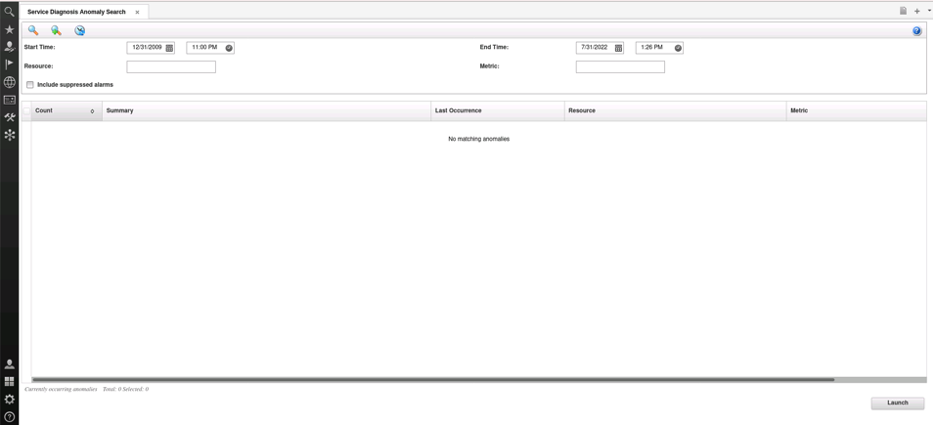 Service Diagnosis Anomaly Search
Start Time: 12/31/2009 11:00 PM End Time: 7/31/2022 1:26 PM
Resource: Metric:
Include suppressed alarms
Count Summary Last Occurrence Resource Metric
No matching anomalies
Currently occurring anomalies Total: 0 Selected: 0
Launch